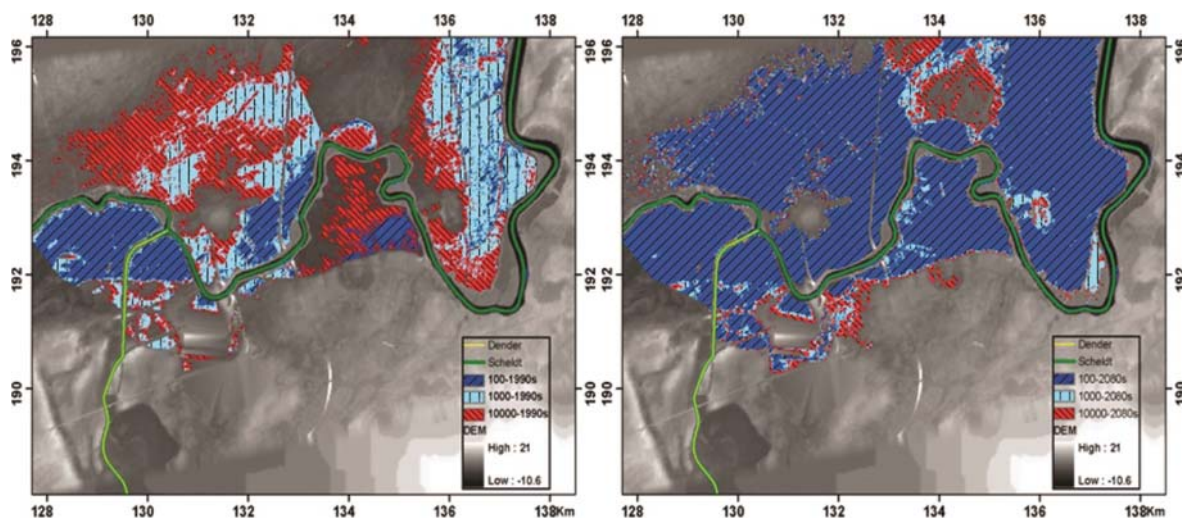 128 130 132 134 136 138
128 130 132 134 136 138
196 196 196 196
194 194 194 194
192 192 192 192
190 190 190 190
Dender
Scheldt
100-1990s
1000-1990s
10000-1990s
DEM
High : 21
Low : -10.6
Dender
Scheldt
100-2080s
1000-2080s
10000-2080s
DEM
High : 21
Low : -10.6
130 132 134 136 138Km
130 132 134 136 138Km